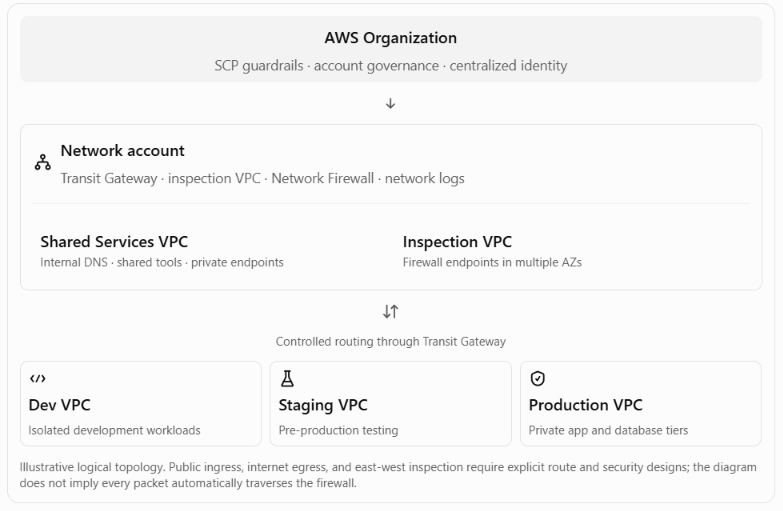 AWS Organization
SCP guardrails · account governance · centralized identity
Network account
Transit Gateway · inspection VPC · Network Firewall · network logs
Shared Services VPC
Internal DNS · shared tools · private endpoints
Inspection VPC
Firewall endpoints in multiple AZs
Controlled routing through Transit Gateway
Dev VPC
Isolated development workloads
Staging VPC
Pre-production testing
Production VPC
Private app and database tiers
Illustrative logical topology. Public ingress, internet egress, and east-west inspection require explicit route and security designs; the diagram
does not imply every packet automatically traverses the firewall.